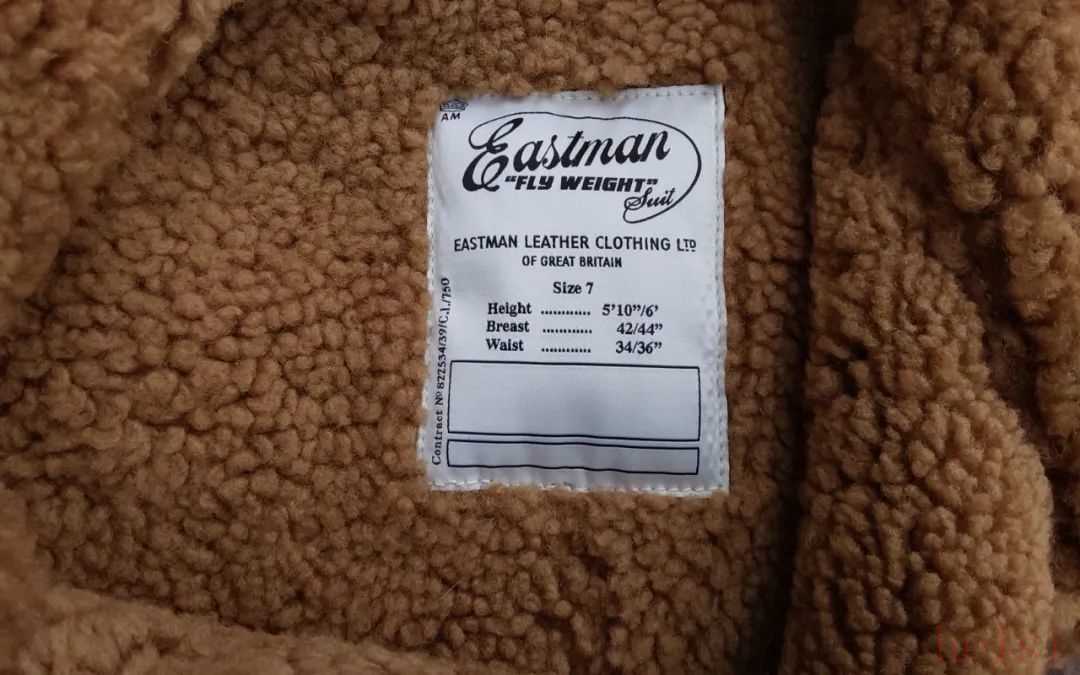 AM
Eastman
"FLY WEIGHT"
Suit
EASTMAN LEATHER CLOTHING LTD
OF GREAT BRITAIN
Size 7
Height ............ 5'10"/6'
Breast ............ 42/44"
Waist ............ 34/36"
Contract Nº 822534/39/C.1./750